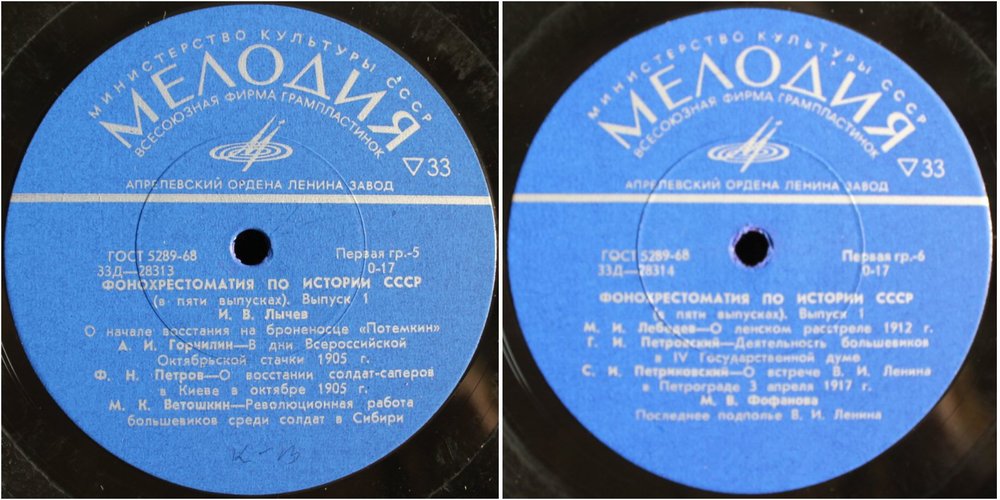 МИНИСТЕРСТВО КУЛЬТУРЫ СССР
МЕЛОДИЯ
ВСЕСОЮЗНАЯ ФИРМА ГРАМПЛАСТИНОК
▽33
АПРЕЛЕВСКИЙ ОРДЕНА ЛЕНИНА ЗАВОД
ГОСТ 5289-68 Первая гр.-5
33Д—28313 0-17
ФОНОХРЕСТОМАТИЯ ПО ИСТОРИИ СССР
(в пяти выпусках). Выпуск 1
И. В. Лычев
О начале восстания на броненосце «Потемкин»
А. И. Горчилин—В дни Всероссийской
Октябрьской стачки 1905 г.
Ф. Н. Петров—О восстании солдат-саперов
в Киеве в октябре 1905 г.
М. К. Ветошкин—Революционная работа
большевиков среди солдат в Сибири
МИНИСТЕРСТВО КУЛЬТУРЫ СССР
МЕЛОДИЯ
ВСЕСОЮЗНАЯ ФИРМА ГРАМПЛАСТИНОК
▽33
АПРЕЛЕВСКИЙ ОРДЕНА ЛЕНИНА ЗАВОД
ГОСТ 5289-68 Первая гр.-6
33Д—28314 0-17
ФОНОХРЕСТОМАТИЯ ПО ИСТОРИИ СССР
(в пяти выпусках). Выпуск 1
М. И. Лебедев—О ленском расстреле 1912 г.
Г. И. Петровский—Деятельность большевиков
в IV Государственной думе
С. И. Петриковский—О встрече В. И. Ленина
в Петрограде 3 апреля 1917 г.
М. В. Фофанова
Последнее подполье В. И. Ленина